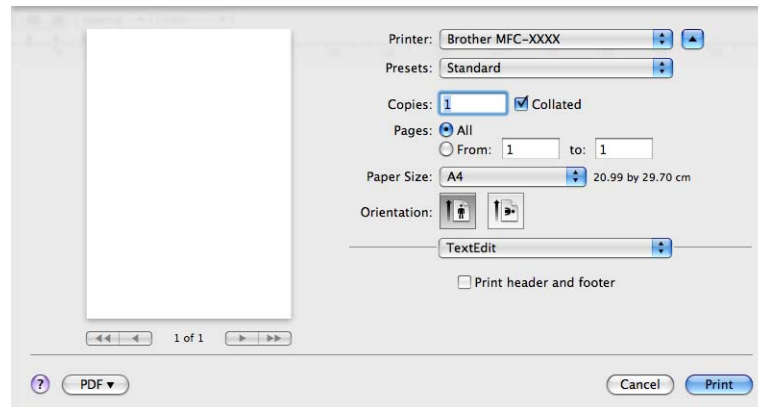 Printer: Brother MFC-XXXX
Presets: Standard
Copies: 1 Collated
Pages: All
From: 1 to: 1
Paper Size: A4 20.99 by 29.70 cm
Orientation:
TextEdit
Print header and footer
1 of 1
? PDF Cancel Print